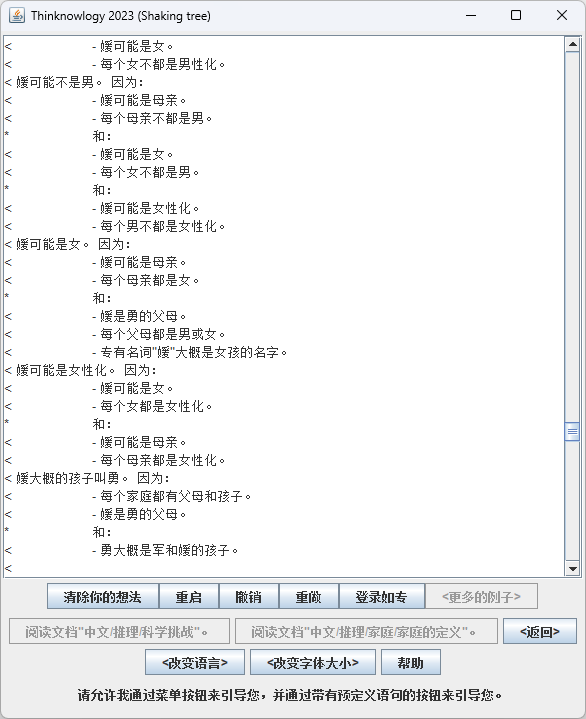 Thinknowlogy 2023 (Shaking tree)
< - 媛可能是女。
< - 每个女不都是男性化。
< 媛可能不是男。 因为:
< - 媛可能是母亲。
< - 每个母亲不都是男。
* 和:
< - 媛可能是女。
< - 每个女不都是男。
* 和:
< - 媛可能是女性化。
< - 每个男不都是女性化。
< 媛可能是女。 因为:
< - 媛可能是母亲。
< - 每个母亲都是女。
* 和:
< - 媛是勇的父母。
< - 每个父母都是男或女。
< - 专有名词"媛"大概是女孩的名字。
< 媛可能是女性化。 因为:
< - 媛可能是女。
< - 每个女都是女性化。
* 和:
< - 媛可能是母亲。
< - 每个母亲都是女性化。
< 媛大概的孩子叫勇。 因为:
< - 每个家庭都有父母和孩子。
< - 媛是勇的父母。
* 和:
< - 勇大概是军和媛的孩子。
<
清除你的想法 重启 撤销 重做 登录如专 <更多的例子>
阅读文档"中文/推理/科学挑战"。 阅读文档"中文/推理/家庭/家庭的定义"。 <返回>
<改变语言> <改变字体大小> 帮助
请允许我通过菜单按钮来引导您，并通过带有预定义语句的按钮来引导您。